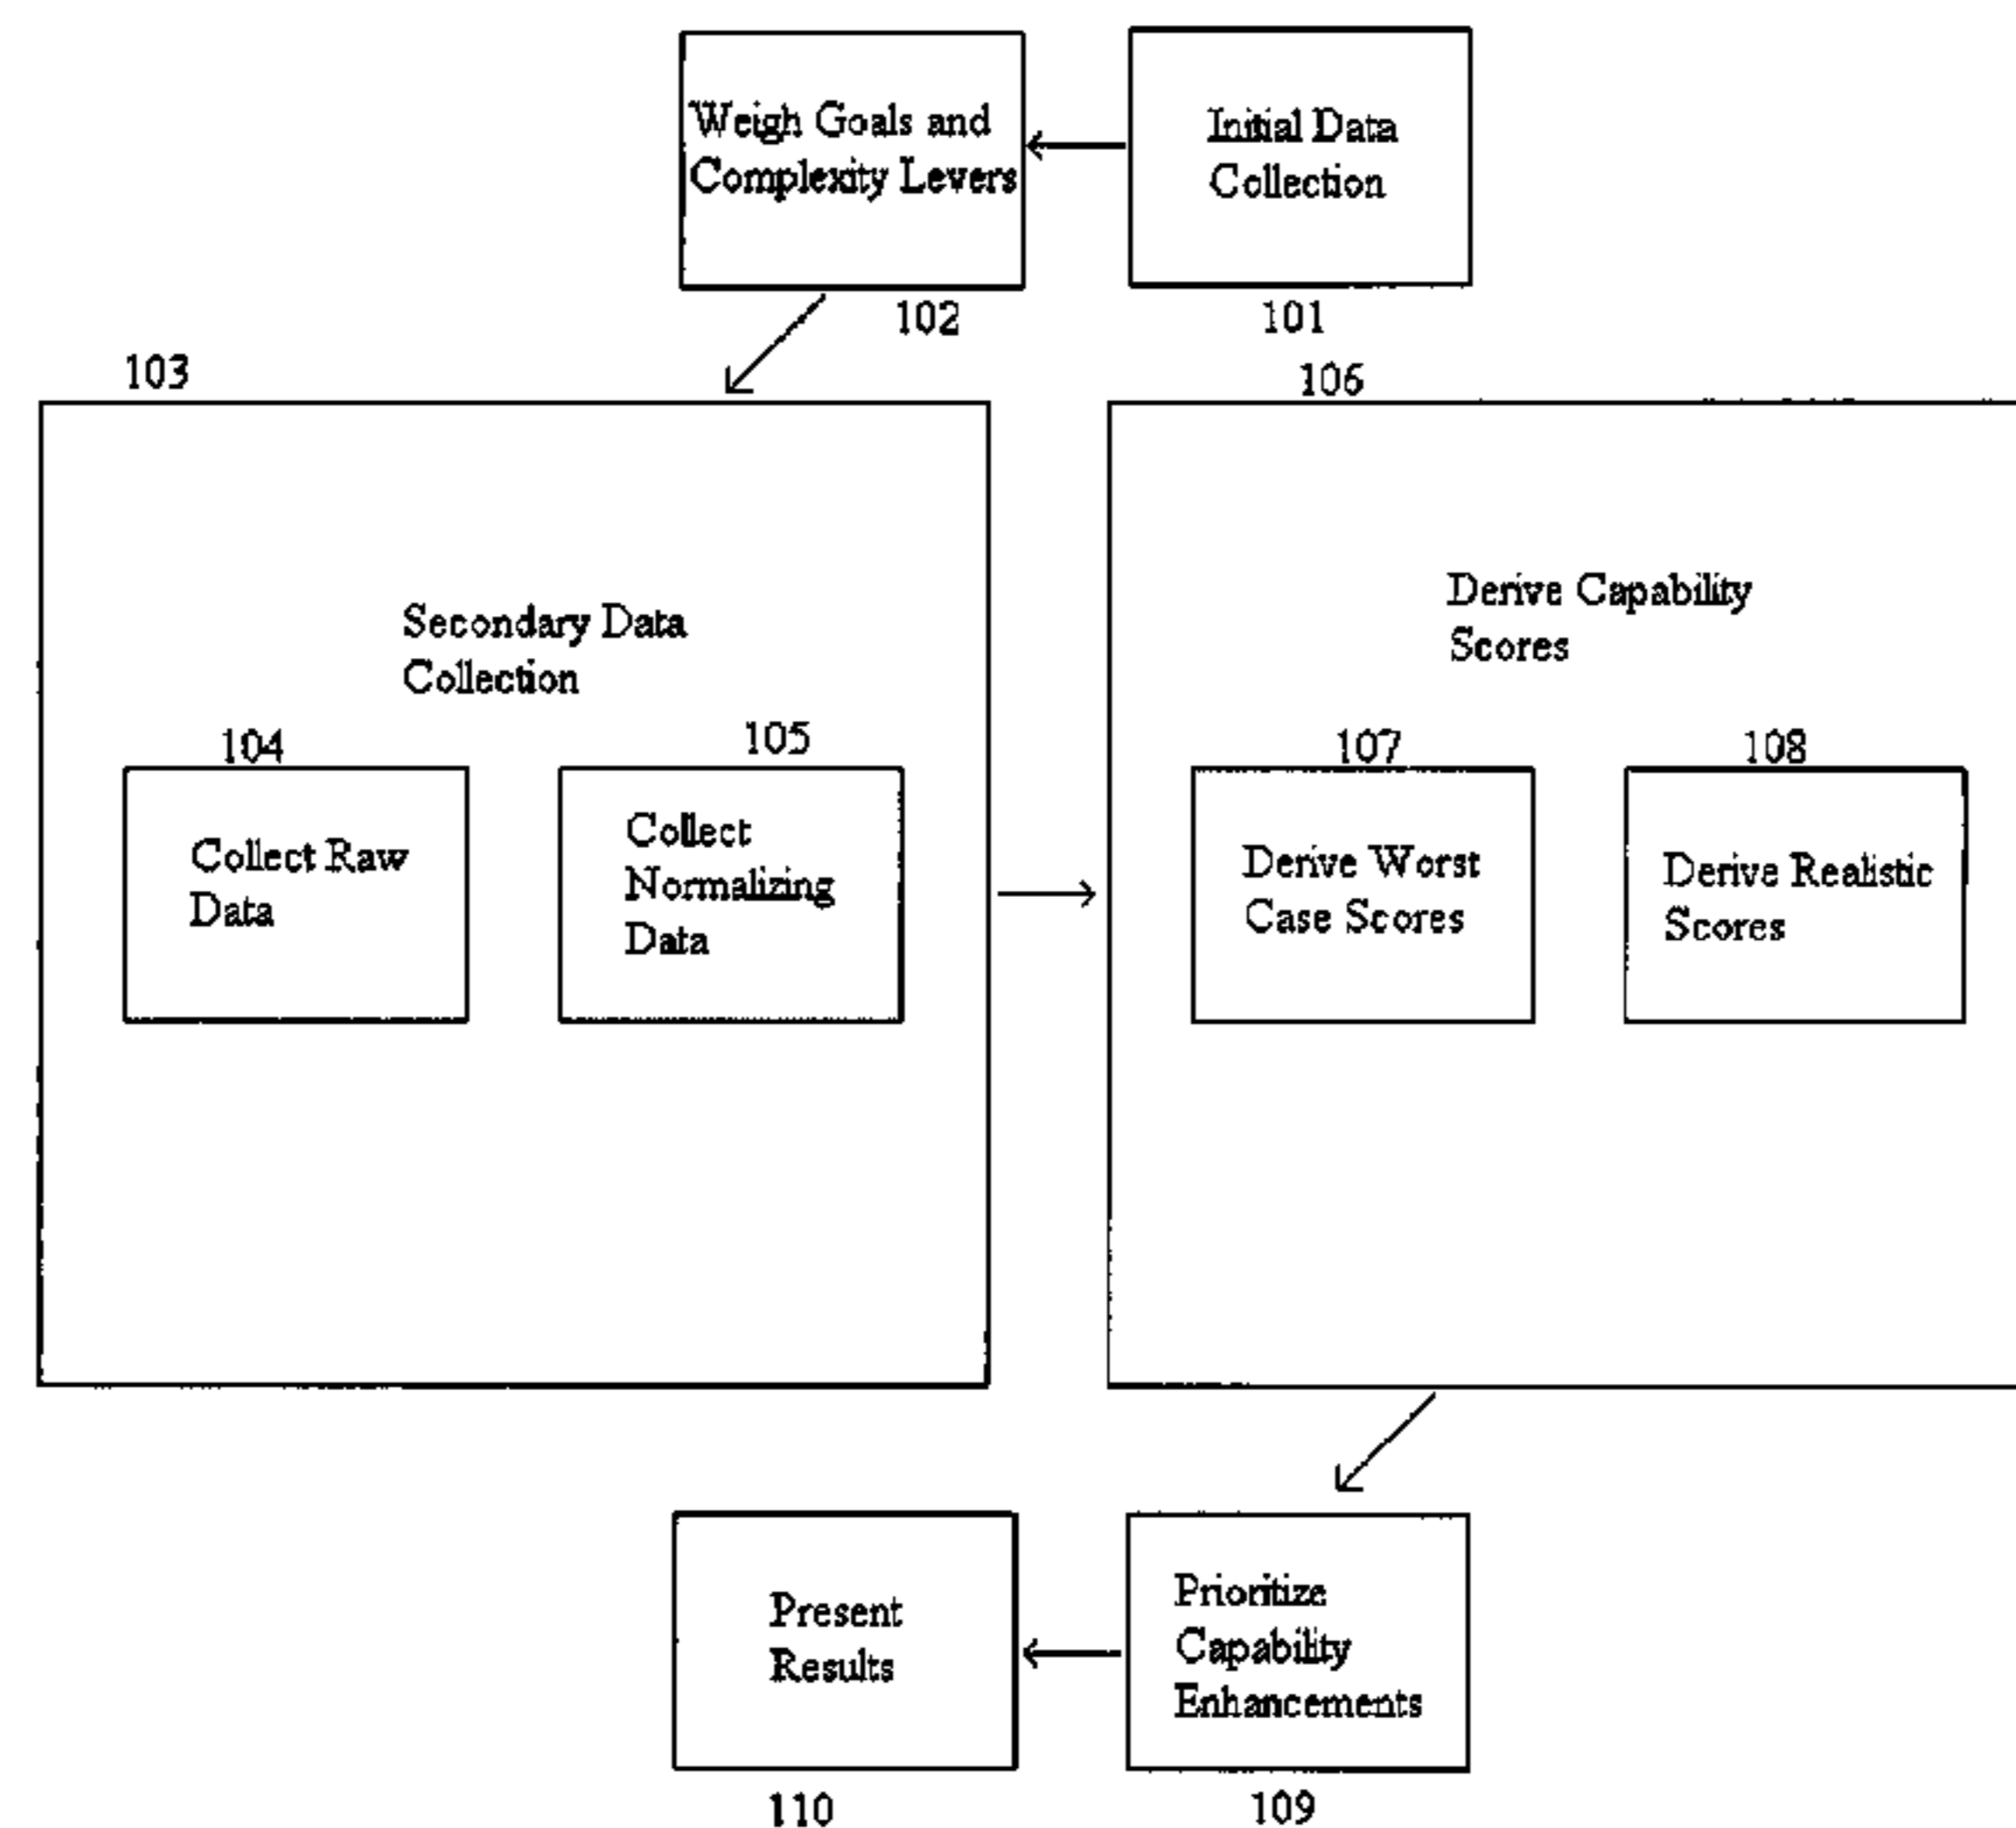 Weigh Goals and
Complexity Levers
102
Initial Data
Collection
101
103
Secondary Data
Collection
104
Collect Raw
Data
105
Collect
Normalizing
Data
106
Derive Capability
Scores
107
Derive Worst
Case Scores
108
Derive Realistic
Scores
Present
Results
110
Prioritize
Capability
Enhancements
109